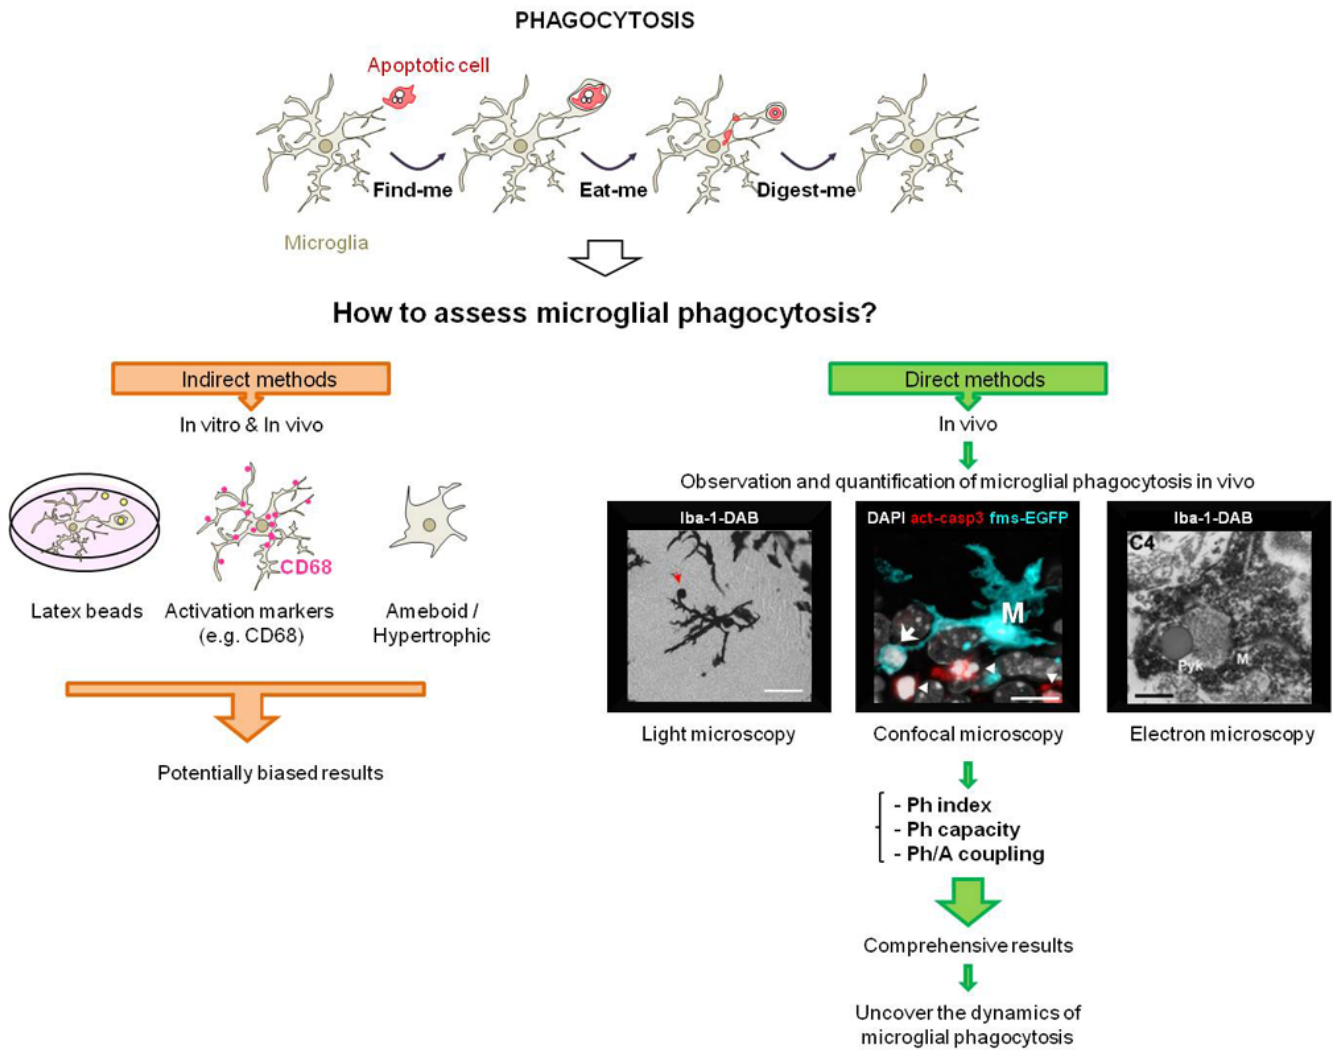 PHAGOCYTOSIS
Apoptotic cell
Find-me
Eat-me
Digest-me
Microglia
How to assess microglial phagocytosis?
Indirect methods
In vitro & In vivo
CD68
Latex beads
Activation markers
(e.g. CD68)
Ameboid /
Hypertrophic
Potentially biased results
Direct methods
In vivo
Observation and quantification of microglial phagocytosis in vivo
Iba-1-DAB
DAPI act-casp3 fms-EGFP
M
Iba-1-DAB
C4
Pyk
M
Light microscopy
Confocal microscopy
Electron microscopy
- Ph index
- Ph capacity
- Ph/A coupling
Comprehensive results
Uncover the dynamics of
microglial phagocytosis